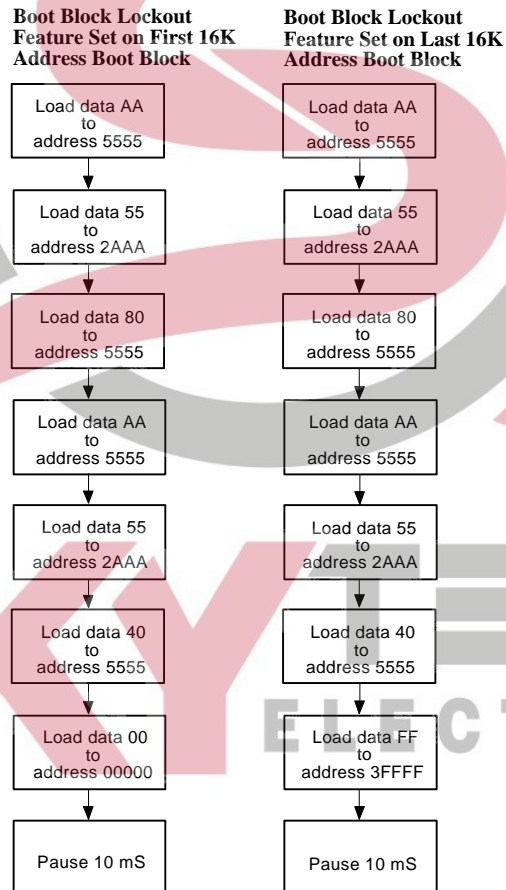 Boot Block Lockout
Feature Set on First 16K
Address Boot Block
Load data AA
to
address 5555
Load data 55
to
address 2AAA
Load data 80
to
address 5555
Load data AA
to
address 5555
Load data 55
to
address 2AAA
Load data 40
to
address 5555
Load data 00
to
address 00000
Pause 10 mS
Boot Block Lockout
Feature Set on Last 16K
Address Boot Block
Load data AA
to
address 5555
Load data 55
to
address 2AAA
Load data 80
to
address 5555
Load data AA
to
address 5555
Load data 55
to
address 2AAA
Load data 40
to
address 5555
Load data FF
to
address 3FFFF
Pause 10 mS